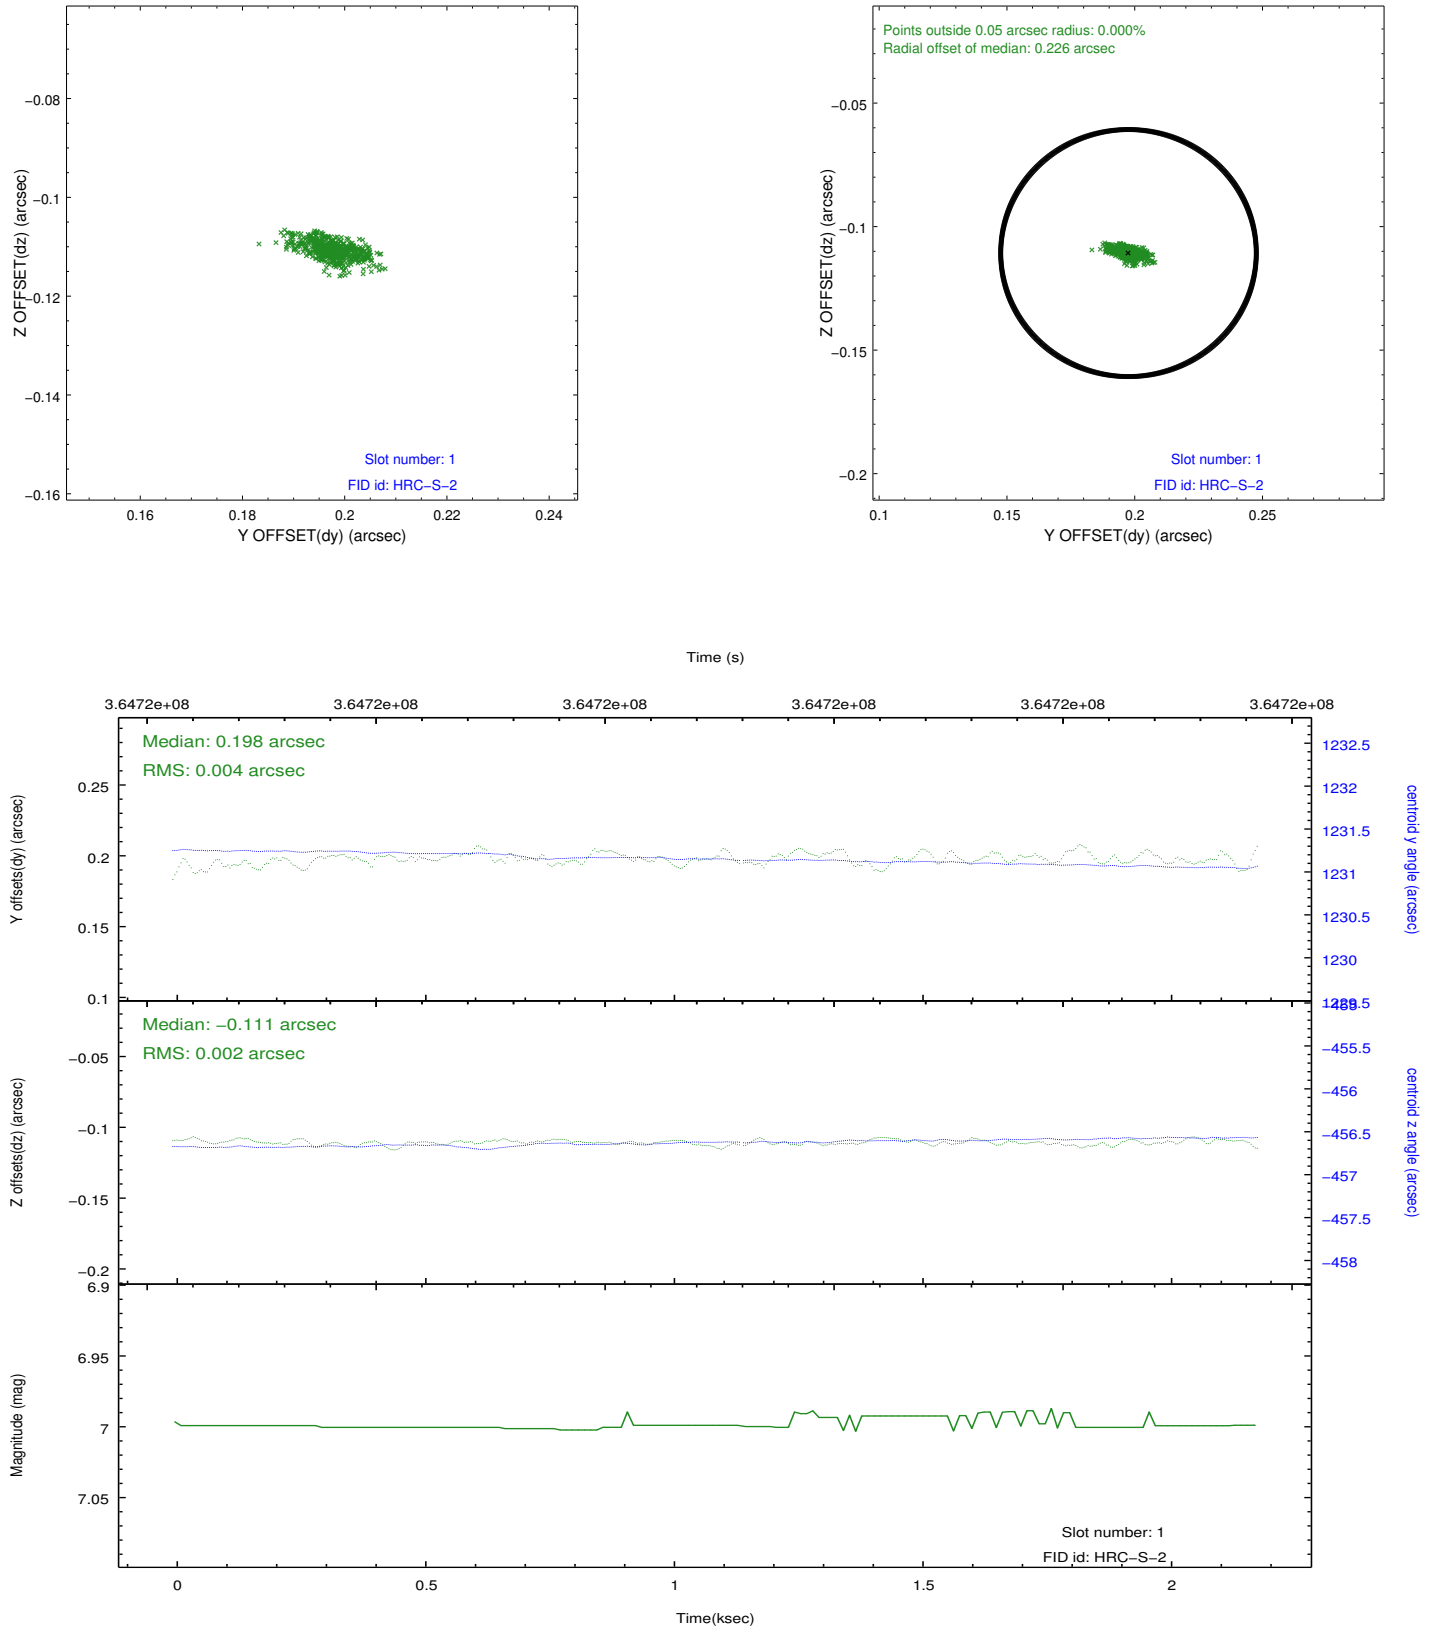 −0.08
−0.1
−0.12
−0.14
−0.16
Z OFFSET(dz) (arcsec)
Slot number: 1
FID id: HRC−S−2
0.16 0.18 0.2 0.22 0.24
Y OFFSET(dy) (arcsec)
Points outside 0.05 arcsec radius: 0.000%
Radial offset of median: 0.226 arcsec
−0.05
−0.1
−0.15
−0.2
Z OFFSET(dz) (arcsec)
Slot number: 1
FID id: HRC−S−2
0.1 0.15 0.2 0.25
Y OFFSET(dy) (arcsec)
Time (s)
3.6472e+08 3.6472e+08 3.6472e+08 3.6472e+08 3.6472e+08 3.6472e+08
Median: 0.198 arcsec
RMS: 0.004 arcsec
0.25
0.2
0.15
0.1
Y offsets(dy) (arcsec)
1232.5
1232
1231.5
1231
1230.5
1230
1229.5
centroid y angle (arcsec)
Median: −0.111 arcsec
RMS: 0.002 arcsec
−0.05
−0.1
−0.15
−0.2
Z offsets(dz) (arcsec)
−455.5
−456
−456.5
−457
−457.5
−458
centroid z angle (arcsec)
6.9
6.95
7
7.05
Magnitude (mag)
Slot number: 1
FID id: HRC−S−2
0 0.5 1 1.5 2
Time(ksec)